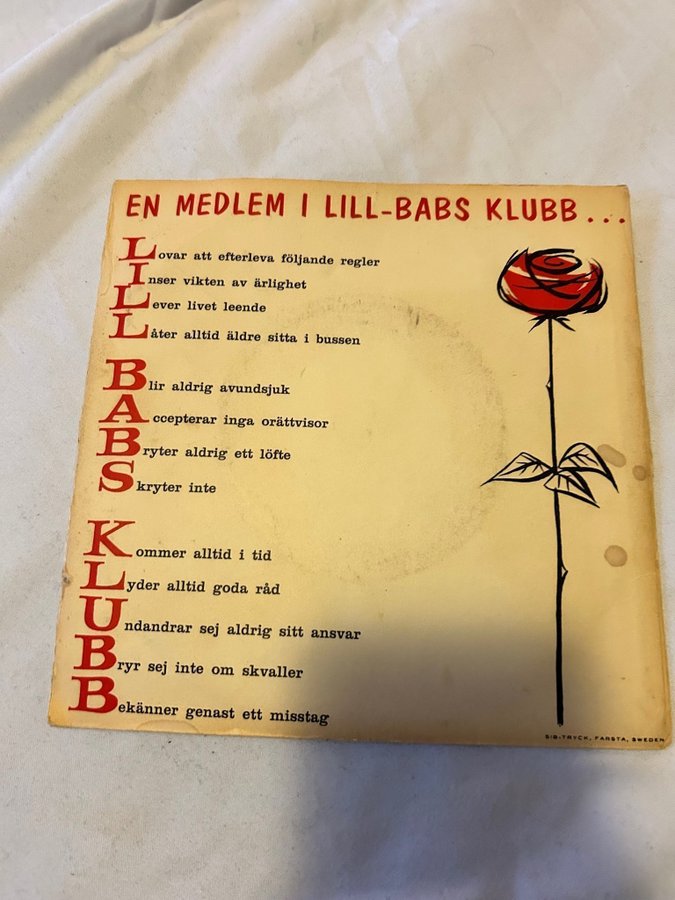 EN MEDLEM I LILL-BABS KLUBB...
Lovar att efterleva följande regler
Inser vikten av ärlighet
Lever livet leende
Låter alltid äldre sitta i bussen
Blir aldrig avundsjuk
Accepterar inga orättvisor
Bryter aldrig ett löfte
Skryter inte
Kommer alltid i tid
Lyder alltid goda råd
Undandrar sej aldrig sitt ansvar
Bryr sej inte om skvaller
Bekänner genast ett misstag
SIB-TRYCK, FARSTA, SWEDEN